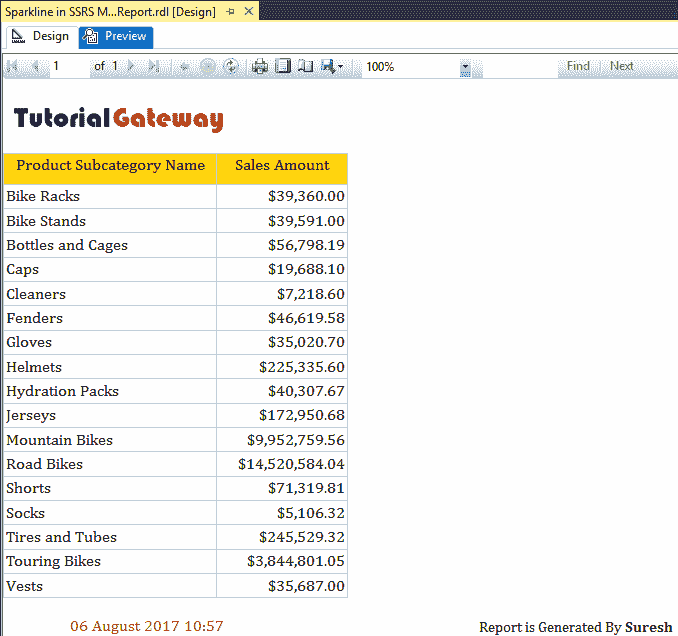 Sparkline in SSRS M...Report.rdl [Design]
Design Preview
1 of 1 100% Find Next
TutorialGateway
Product Subcategory Name Sales Amount
Bike Racks $39,360.00
Bike Stands $39,591.00
Bottles and Cages $56,798.19
Caps $19,688.10
Cleaners $7,218.60
Fenders $46,619.58
Gloves $35,020.70
Helmets $225,335.60
Hydration Packs $40,307.67
Jerseys $172,950.68
Mountain Bikes $9,952,759.56
Road Bikes $14,520,584.04
Shorts $71,319.81
Socks $5,106.32
Tires and Tubes $245,529.32
Touring Bikes $3,844,801.05
Vests $35,687.00
06 August 2017 10:57 Report is Generated By Suresh